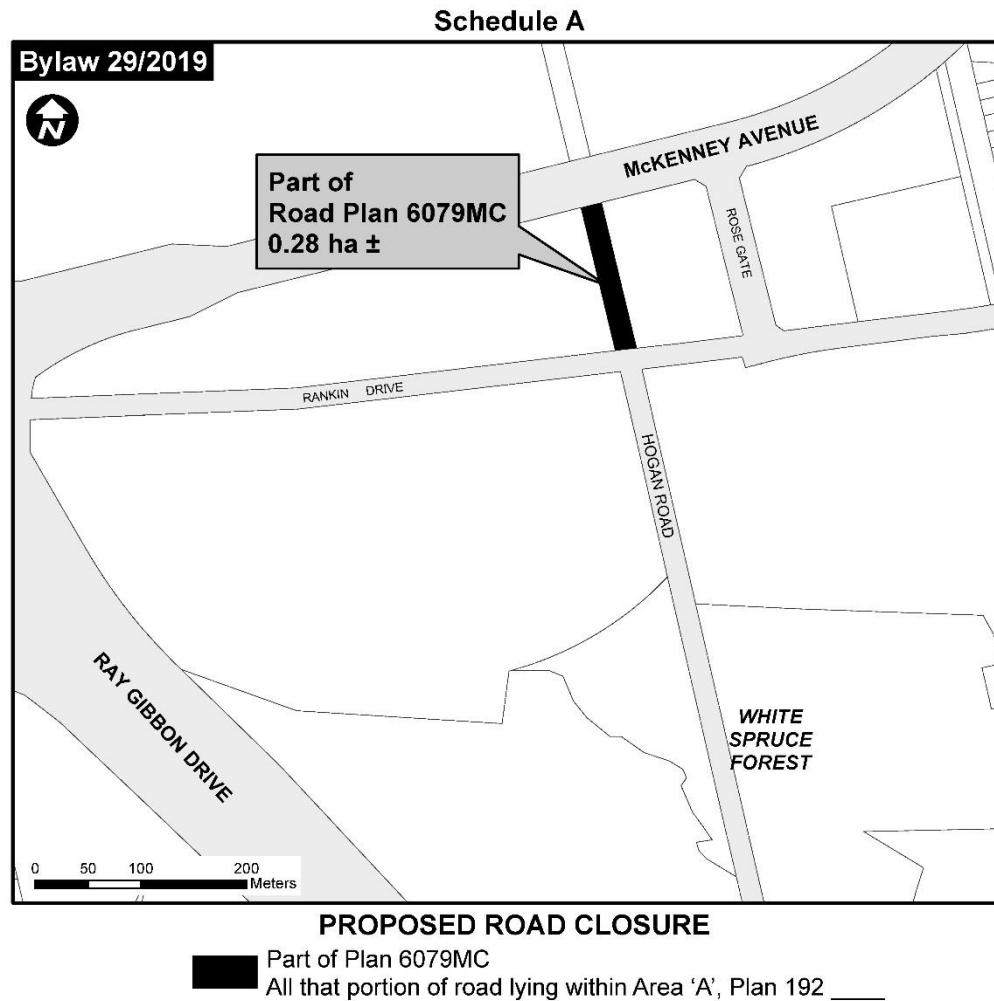 Schedule A
Bylaw 29/2019
N
McKENNEY AVENUE
Part of
Road Plan 6079MC
0.28 ha ±
ROSE GATE
RANKIN DRIVE
HOGAN ROAD
RAY GIBBON DRIVE
WHITE
SPRUCE
FOREST
0 50 100 200
Meters
PROPOSED ROAD CLOSURE
Part of Plan 6079MC
All that portion of road lying within Area ‘A’, Plan 192 ____